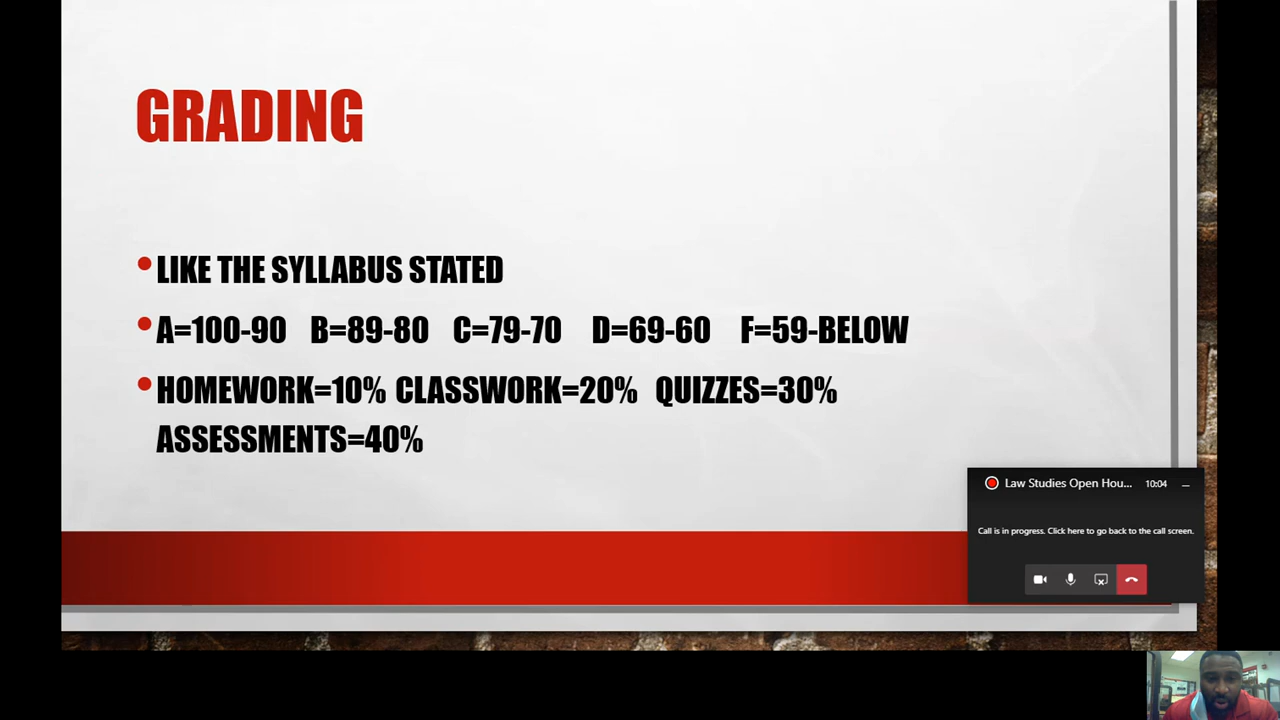 GRADING
LIKE THE SYLLABUS STATED
A=100-90 B=89-80 C=79-70 D=69-60 F=59-BELOW
HOMEWORK=10% CLASSWORK=20% QUIZZES=30%
ASSESSMENTS=40%
Law Studies Open Hou... 10:04
Call is in progress. Click here to go back to the call screen.